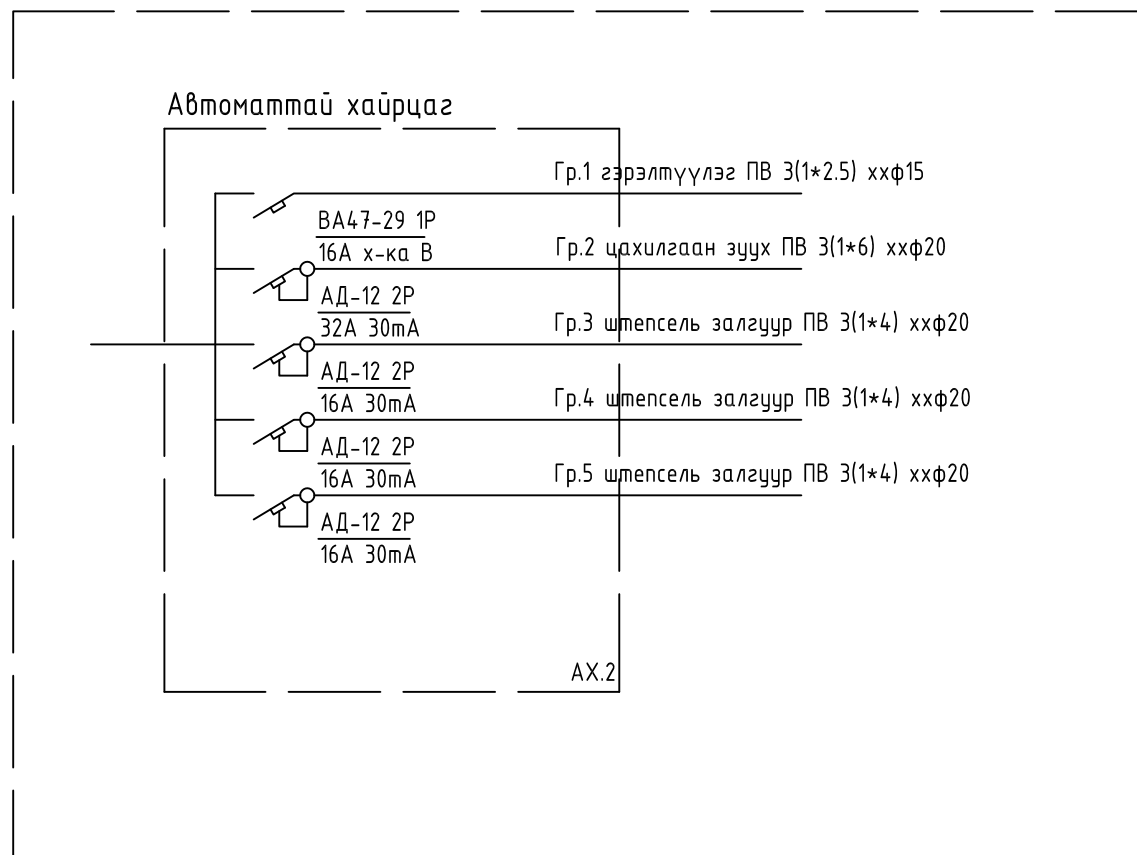 Автоматтай хайрцаг
Гр.1 гэрэлтүүлэг ПВ 3(1*2.5) ххф15
ВА47-29 1Р
16А х-ка В
Гр.2 цахилгаан зуух ПВ 3(1*6) ххф20
АД-12 2Р
32А 30mA
Гр.3 штепсель залгуур ПВ 3(1*4) ххф20
АД-12 2Р
16А 30mA
Гр.4 штепсель залгуур ПВ 3(1*4) ххф20
АД-12 2Р
16А 30mA
Гр.5 штепсель залгуур ПВ 3(1*4) ххф20
АД-12 2Р
16А 30mA
АХ.2